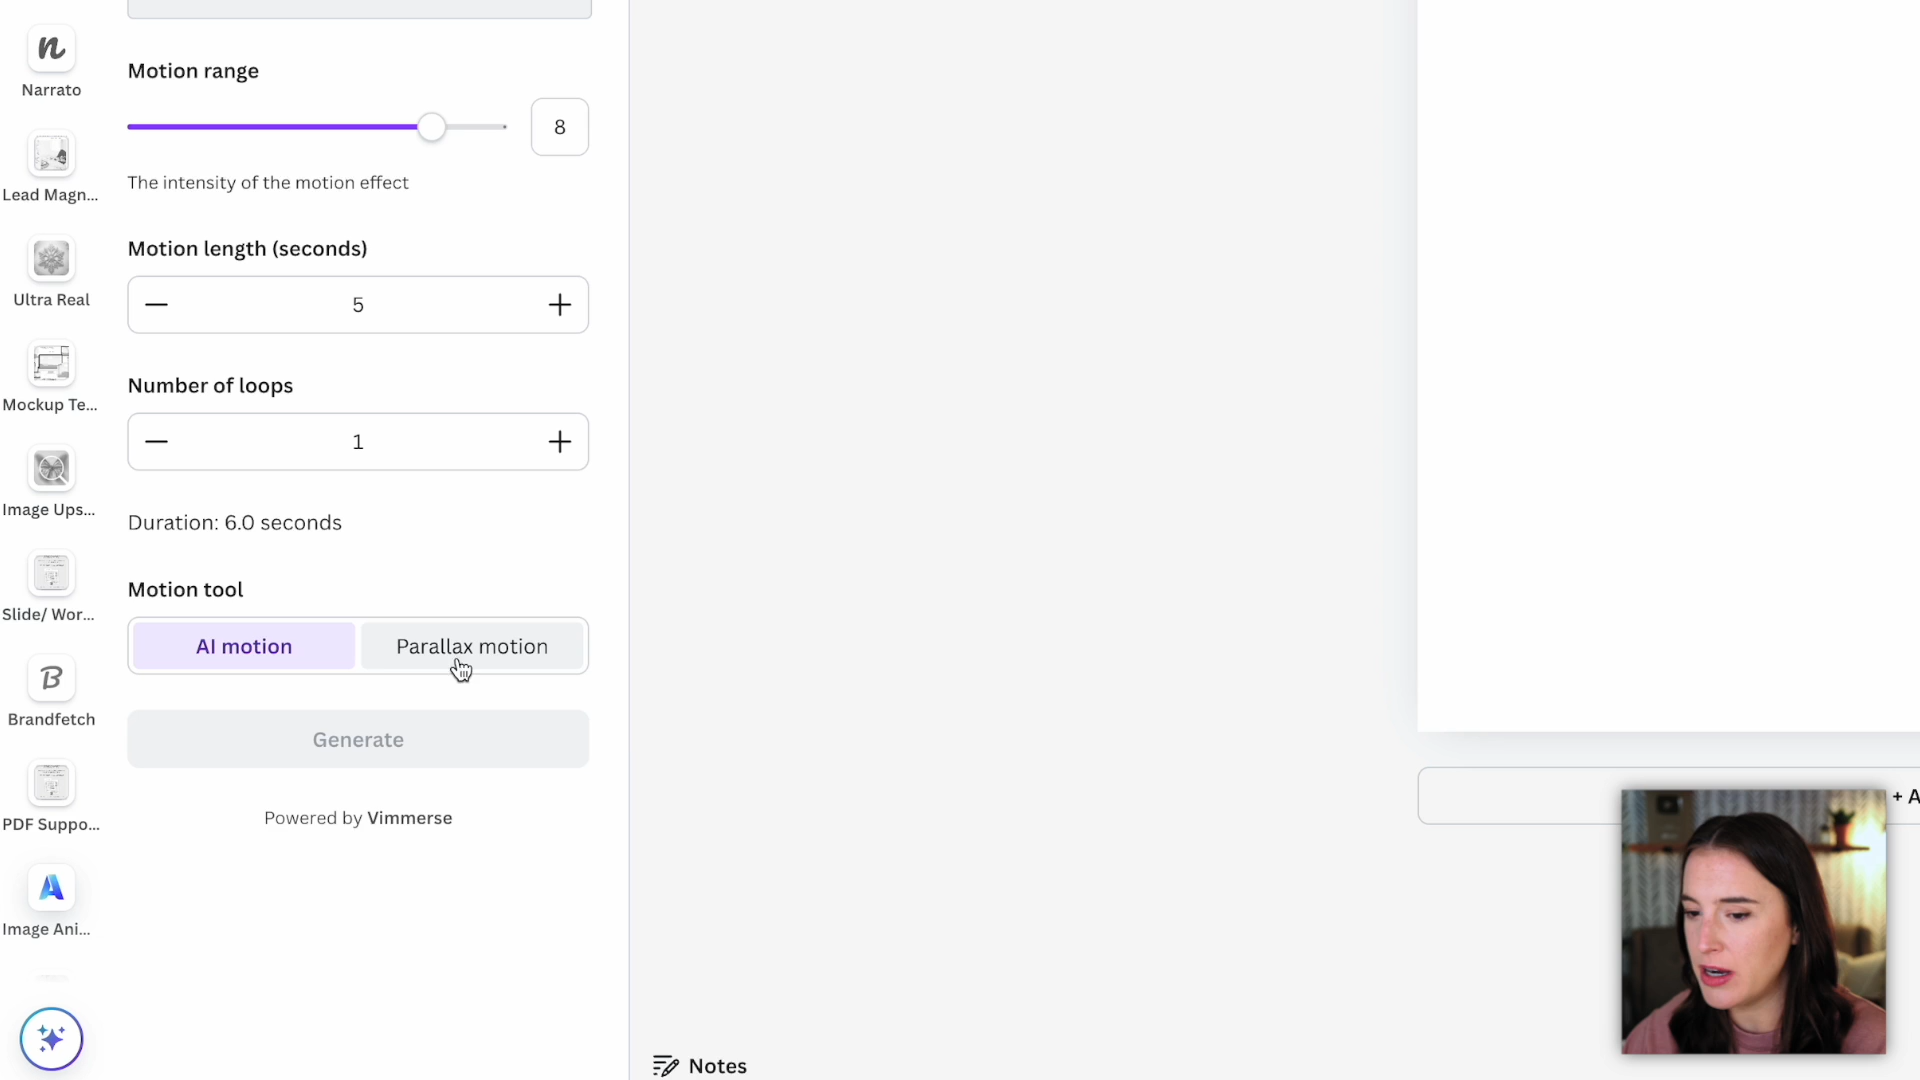 Narrato
Lead Magn...
Ultra Real
Mockup Te...
Image Ups...
Slide/ Wor...
Brandfetch
PDF Suppo...
Image Ani...
Motion range
8
The intensity of the motion effect
Motion length (seconds)
5
Number of loops
1
Duration: 6.0 seconds
Motion tool
AI motion
Parallax motion
Generate
Powered by Vimmerse
+ A
Notes